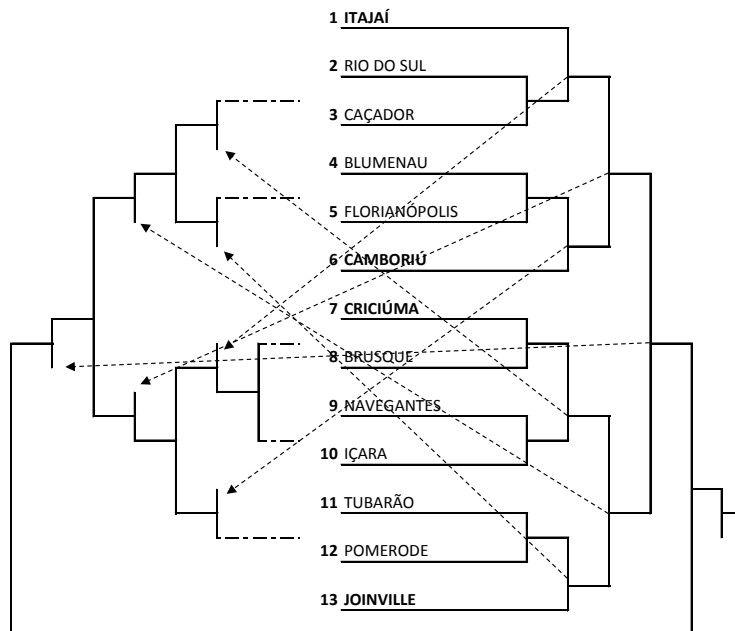 1 ITAJAÍ
2 RIO DO SUL
3 CAÇADOR
4 BLUMENAU
5 FLORIANÓPOLIS
6 CAMBORIÚ
7 CRICIÚMA
8 BRUSQUE
9 NAVEGANTES
10 IÇARA
11 TUBARÃO
12 POMERODE
13 JOINVILLE